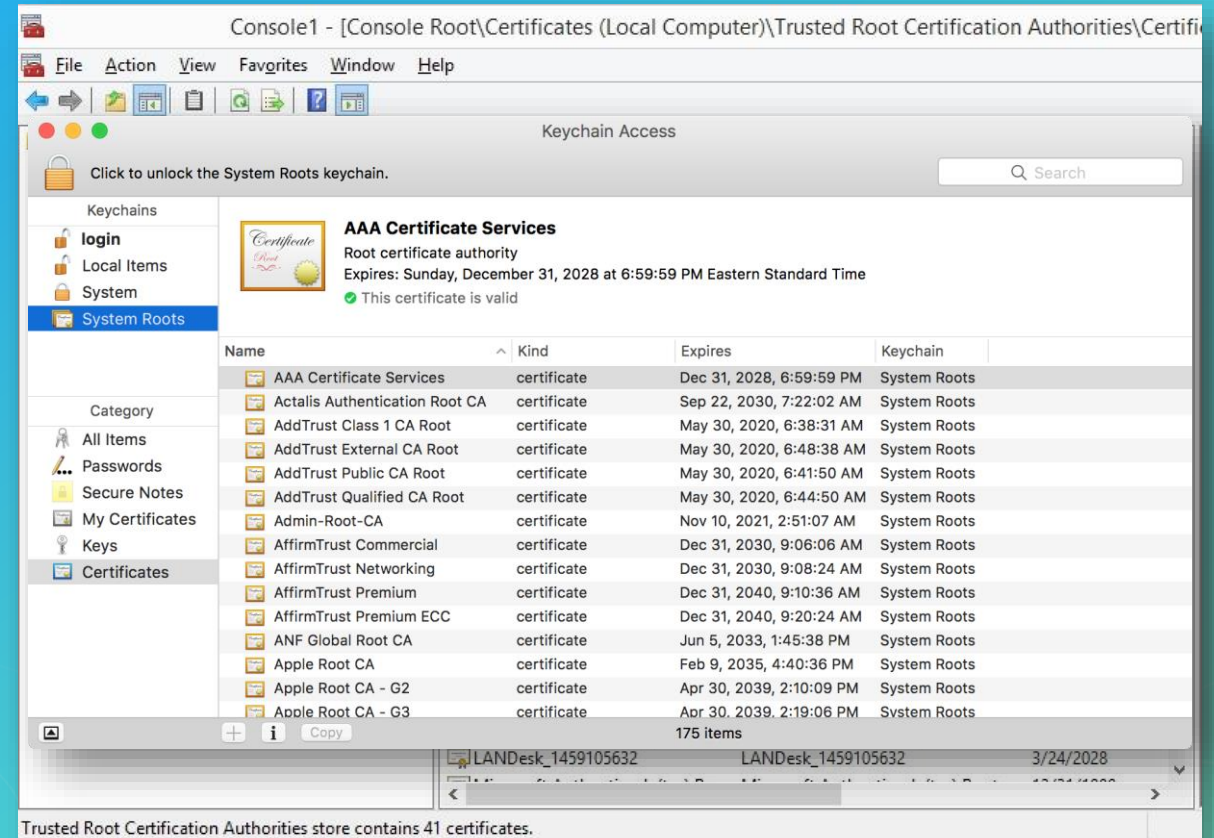 Console1 - [Console Root\Certificates (Local Computer)\Trusted Root Certification Authorities\Certifi
File Action View Favorites Window Help
Keychain Access
Click to unlock the System Roots keychain.
Search
Keychains
login
Local Items
System
System Roots
Category
All Items
Passwords
Secure Notes
My Certificates
Keys
Certificates
Certificate
Root
AAA Certificate Services
Root certificate authority
Expires: Sunday, December 31, 2028 at 6:59:59 PM Eastern Standard Time
This certificate is valid
Name Kind Expires Keychain
AAA Certificate Services certificate Dec 31, 2028, 6:59:59 PM System Roots
Actalis Authentication Root CA certificate Sep 22, 2030, 7:22:02 AM System Roots
AddTrust Class 1 CA Root certificate May 30, 2020, 6:38:31 AM System Roots
AddTrust External CA Root certificate May 30, 2020, 6:48:38 AM System Roots
AddTrust Public CA Root certificate May 30, 2020, 6:41:50 AM System Roots
AddTrust Qualified CA Root certificate May 30, 2020, 6:44:50 AM System Roots
Admin-Root-CA certificate Nov 10, 2021, 2:51:07 AM System Roots
AffirmTrust Commercial certificate Dec 31, 2030, 9:06:06 AM System Roots
AffirmTrust Networking certificate Dec 31, 2030, 9:08:24 AM System Roots
AffirmTrust Premium certificate Dec 31, 2040, 9:10:36 AM System Roots
AffirmTrust Premium ECC certificate Dec 31, 2040, 9:20:24 AM System Roots
ANF Global Root CA certificate Jun 5, 2033, 1:45:38 PM System Roots
Apple Root CA certificate Feb 9, 2035, 4:40:36 PM System Roots
Apple Root CA - G2 certificate Apr 30, 2039, 2:10:09 PM System Roots
Apple Root CA - G3 certificate Apr 30, 2039, 2:19:06 PM System Roots
Copy
175 items
LANDesk_1459105632 LANDesk_1459105632 3/24/2028
Trusted Root Certification Authorities store contains 41 certificates.